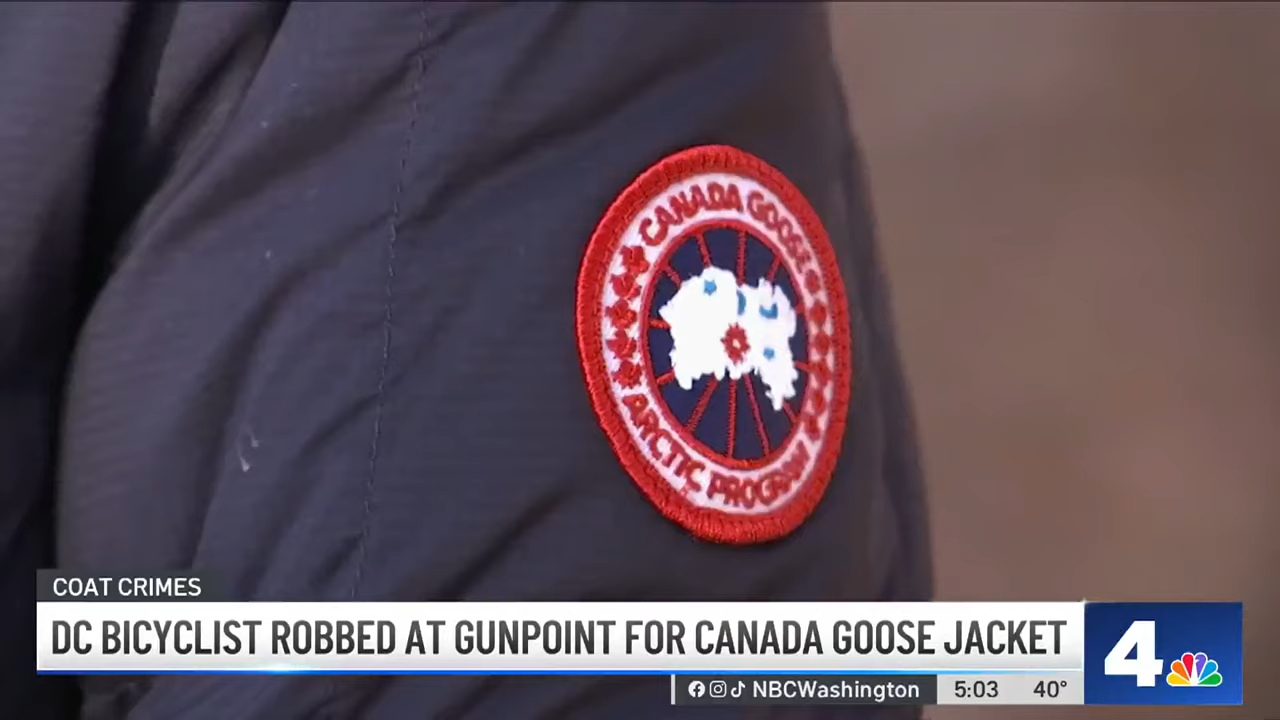 CANADA GOOSE
ARCTIC PROGRAM
COAT CRIMES
DC BICYCLIST ROBBED AT GUNPOINT FOR CANADA GOOSE JACKET
4
NBCWashington 5:03 40°